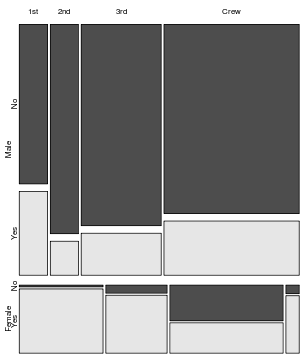 1st 2nd 3rd Crew
No
Male
Yes
No
Female
Yes